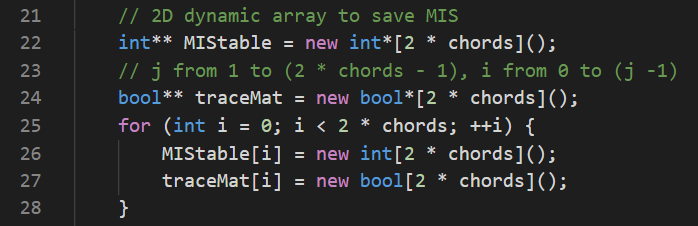 21 // 2D dynamic array to save MIS
22 int** MIStable = new int*[2 * chords]();
23 // j from 1 to (2 * chords - 1), i from 0 to (j -1)
24 bool** traceMat = new bool*[2 * chords]();
25 for (int i = 0; i < 2 * chords; ++i) {
26 MIStable[i] = new int[2 * chords]();
27 traceMat[i] = new bool[2 * chords]();
28 }